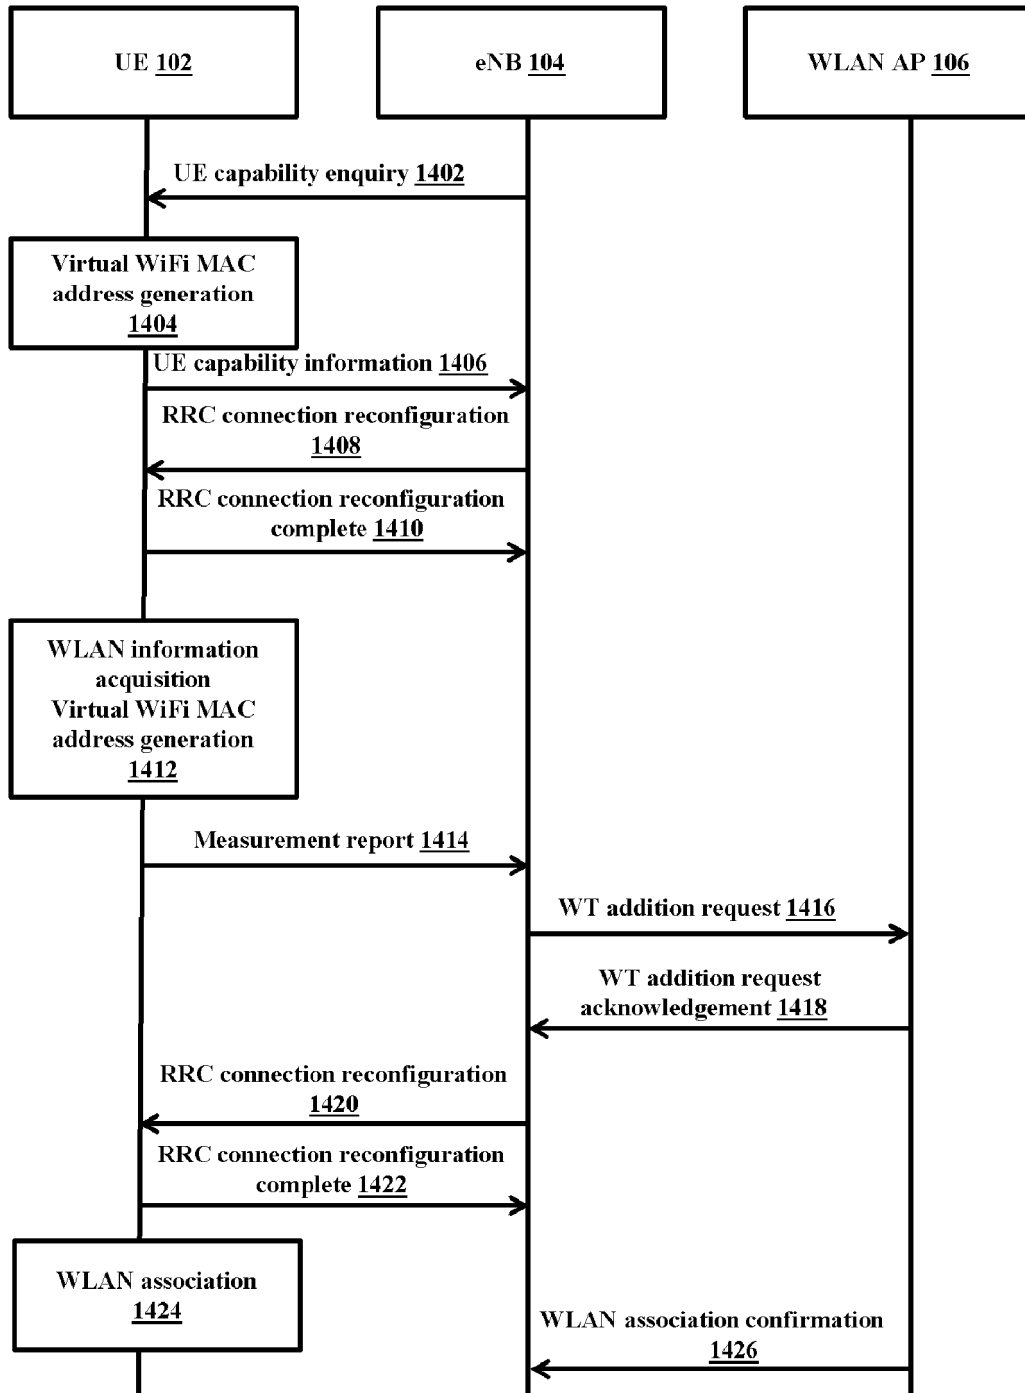 UE 102
eNB 104
WLAN AP 106
UE capability enquiry 1402
Virtual WiFi MAC
address generation
1404
UE capability information 1406
RRC connection reconfiguration
1408
RRC connection reconfiguration
complete 1410
WLAN information
acquisition
Virtual WiFi MAC
address generation
1412
Measurement report 1414
WT addition request 1416
WT addition request
acknowledgement 1418
RRC connection reconfiguration
1420
RRC connection reconfiguration
complete 1422
WLAN association
1424
WLAN association confirmation
1426